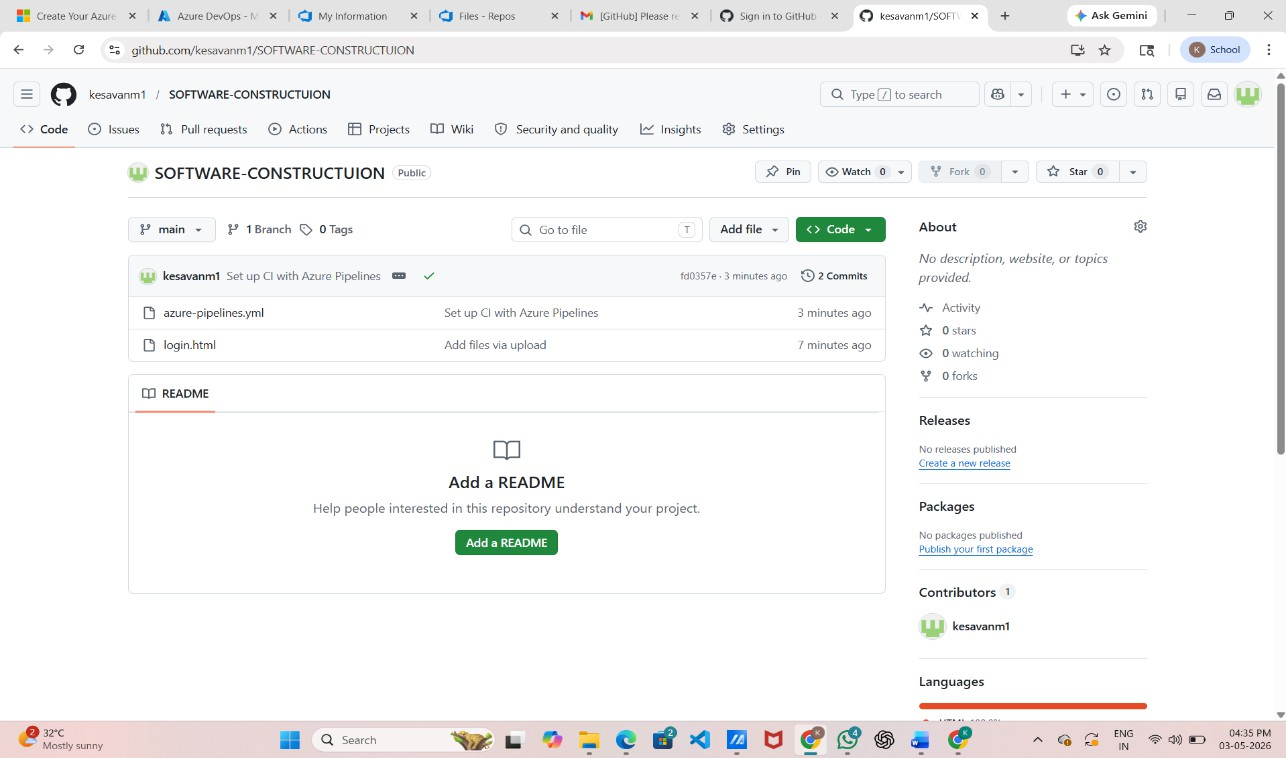 Create Your Azure
Azure DevOps - M
My Information
Files - Repos
[GitHub] Please re
Sign in to GitHub
kesavanm1/SOFTW
Ask Gemini
github.com/kesavanm1/SOFTWARE-CONSTRUCTUION
K School
kesavanm1 / SOFTWARE-CONSTRUCTUION
Type / to search
Code
Issues
Pull requests
Actions
Projects
Wiki
Security and quality
Insights
Settings
SOFTWARE-CONSTRUCTUION Public
Pin
Watch 0
Fork 0
Star 0
main
1 Branch
0 Tags
Go to file T
Add file
Code
kesavanm1 Set up CI with Azure Pipelines
fd0357e · 3 minutes ago
2 Commits
azure-pipelines.yml Set up CI with Azure Pipelines 3 minutes ago
login.html Add files via upload 7 minutes ago
README
Add a README
Help people interested in this repository understand your project.
Add a README
About
No description, website, or topics
provided.
Activity
0 stars
0 watching
0 forks
Releases
No releases published
Create a new release
Packages
No packages published
Publish your first package
Contributors 1
kesavanm1
Languages
2
32°C
Mostly sunny
Search
2
K
4
K
ENG
IN
04:35 PM
03-05-2026